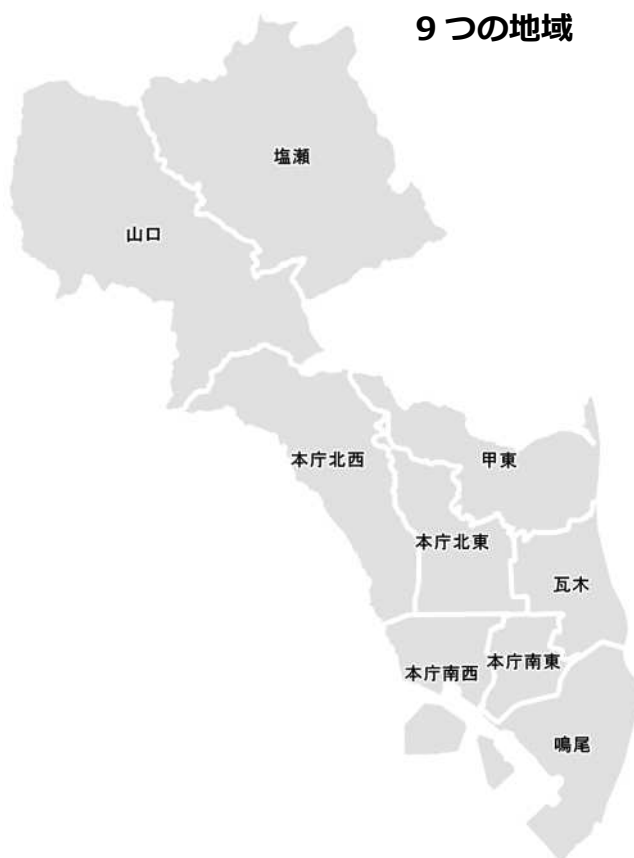 9つの地域
塩瀬
山口
本庁北西
甲東
本庁北東
瓦木
本庁南東
本庁南西
鳴尾